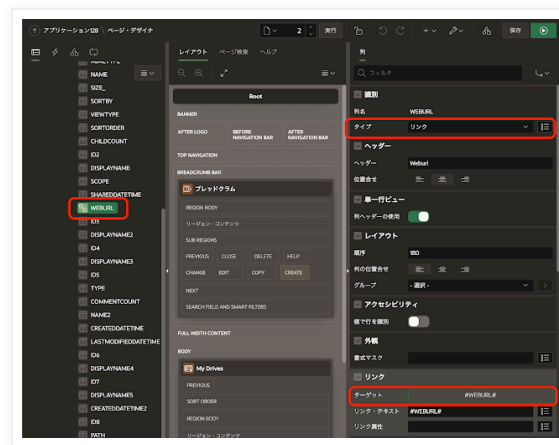 アプリケーション128 \ ページ・デザイナ
2
実行
保存
NAME
SIZE_
SORTBY
VIEWTYPE
SORTORDER
CHILDCOUNT
ID2
DISPLAYNAME
SCOPE
SHAREDDATETIME
WEBURL
ID3
DISPLAYNAME2
ID4
DISPLAYNAME3
ID5
TYPE
COMMENTCOUNT
NAME2
CREATEDDATETIME
LASTMODIFIEDDATETIME
ID6
DISPLAYNAME4
ID7
DISPLAYNAME5
CREATEDDATETIME2
ID8
PATH
レイアウト ページ検索 ヘルプ
Root
BANNER
AFTER LOGO
BEFORE NAVIGATION BAR
AFTER NAVIGATION BAR
TOP NAVIGATION
BREADCRUMB BAR
ブレッドクラム
REGION BODY
リージョン・コンテンツ
SUB REGIONS
PREVIOUS CLOSE DELETE HELP
CHANGE EDIT COPY CREATE
NEXT
SEARCH FIELD AND SMART FILTERS
FULL WIDTH CONTENT
BODY
My Drives
PREVIOUS
SORT ORDER
REGION BODY
リージョン・コンテンツ
列
フィルタ
識別
列名 WEBURL
タイプ リンク
ヘッダー
ヘッダー Weburl
位置合せ
単一行ビュー
列ヘッダーの使用
レイアウト
順序 180
列の位置合せ
グループ - 選択 -
アクセシビリティ
値で行を識別
外観
書式マスク
リンク
ターゲット #WEBURL#
リンク・テキスト #WEBURL#
リンク属性